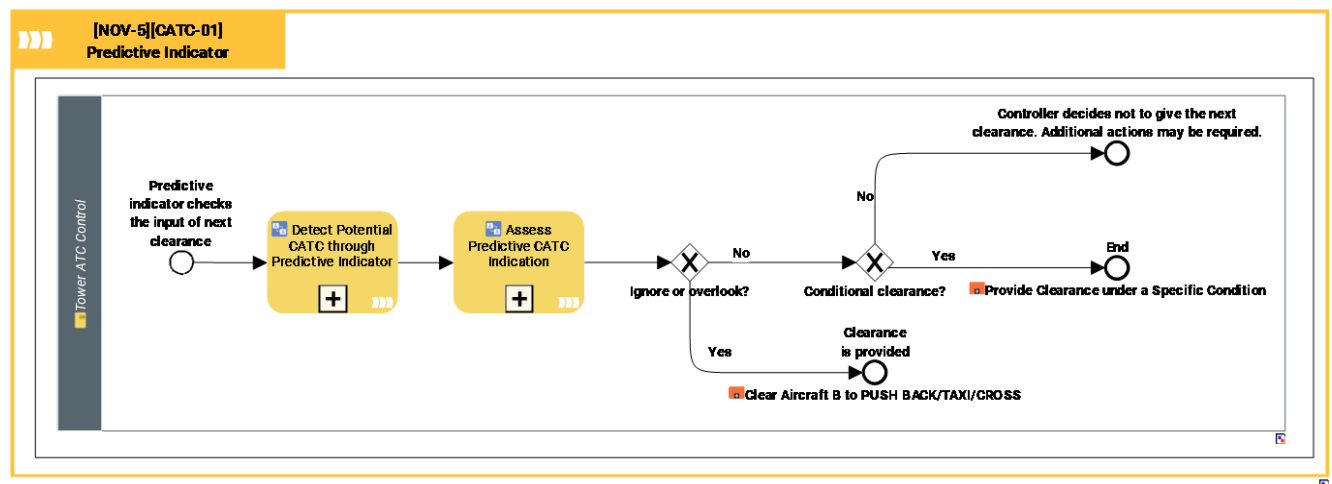 [NOV-5][CATC-01]
Predictive Indicator
Tower ATC Control
Predictive
indicator checks
the input of next
clearance
Detect Potential
CATC through
Predictive Indicator
Assess
Predictive CATC
Indication
Ignore or overlook?
No
Yes
Clearance
is provided
Clear Aircraft B to PUSH BACK/TAXI/CROSS
Conditional clearance?
No
Controller decides not to give the next
clearance. Additional actions may be required.
Yes
End
Provide Clearance under a Specific Condition